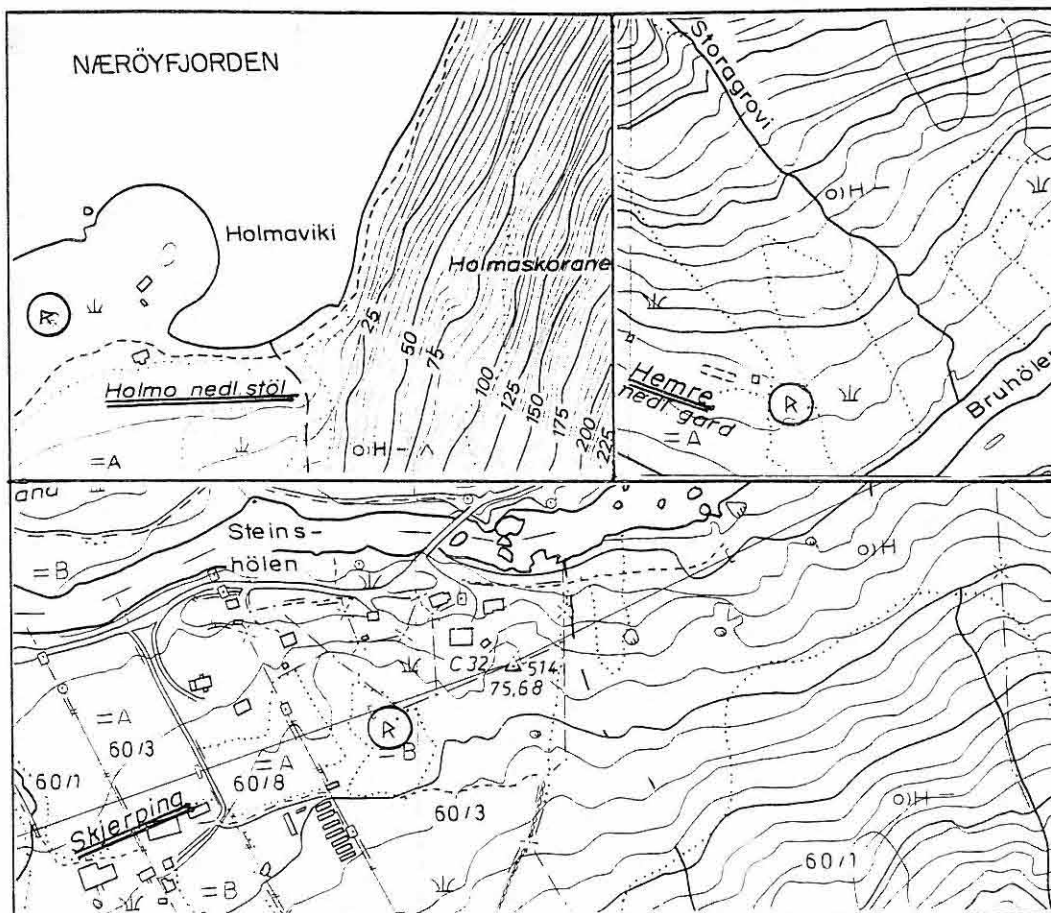 NÆRÖYFJORDEN
Holmaviki
Holmaskorane
R
Holmo nedl. stöl
=A
25
50
75
100
125
150
175
200
225
o)H-
Storagrovi
o)H-
Hemre
nedl. gard
R
=A
Bruhölen
Steins-
hölen
=B
o)H
C 32
514
75,68
=A
R
=B
60/3
=A
60/1
60/8
60/3
Skjerping
o)H-
60/1
=B